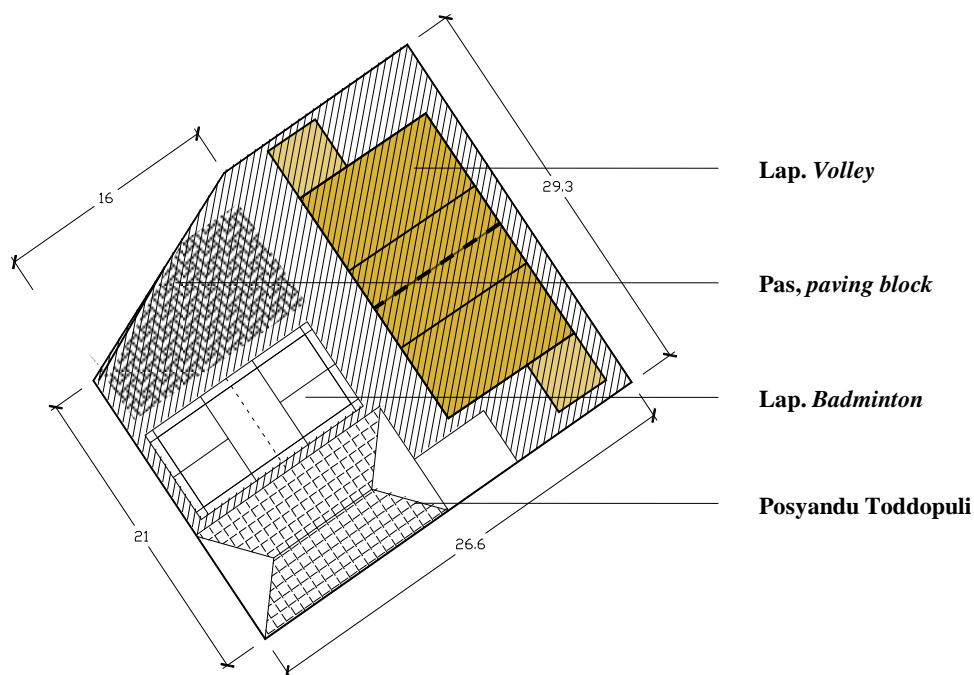 16
29.3
Lap. Volley
Pas, paving block
Lap. Badminton
Posyandu Toddopuli
21
26.6